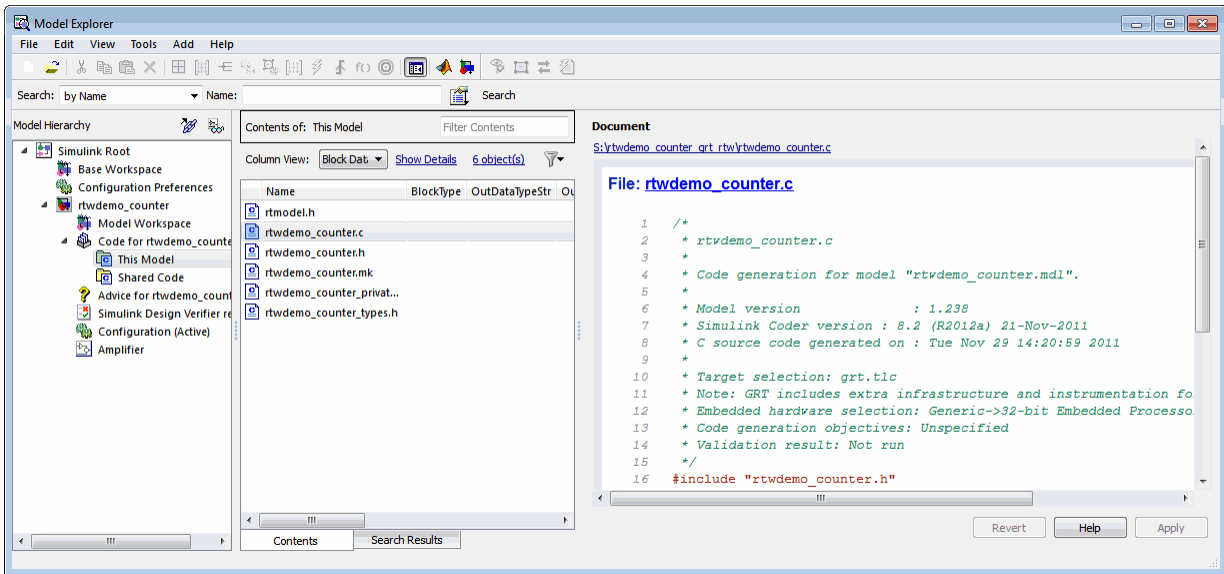 Model Explorer
File Edit View Tools Add Help
f()
Search: by Name Name: Search
Model Hierarchy
Simulink Root
Base Workspace
Configuration Preferences
rtwdemo_counter
Model Workspace
Code for rtwdemo_counte
This Model
Shared Code
Advice for rtwdemo_count
Simulink Design Verifier re
Configuration (Active)
Amplifier
Contents of: This Model Filter Contents
Column View: Block Dat Show Details 6 object(s)
Name BlockType OutDataTypeStr Ou
rtmodel.h
rtwdemo_counter.c
rtwdemo_counter.h
rtwdemo_counter.mk
rtwdemo_counter_privat...
rtwdemo_counter_types.h
Contents Search Results
Document
S:\rtwdemo_counter_grt_rtw\rtwdemo_counter.c
File: rtwdemo_counter.c
1 /*
2 * rtwdemo_counter.c
3 *
4 * Code generation for model "rtwdemo_counter.mdl".
5 *
6 * Model version : 1.238
7 * Simulink Coder version : 8.2 (R2012a) 21-Nov-2011
8 * C source code generated on : Tue Nov 29 14:20:59 2011
9 *
10 * Target selection: grt.tlc
11 * Note: GRT includes extra infrastructure and instrumentation fo
12 * Embedded hardware selection: Generic->32-bit Embedded Processo
13 * Code generation objectives: Unspecified
14 * Validation result: Not run
15 */
16 #include "rtwdemo_counter.h"
Revert Help Apply